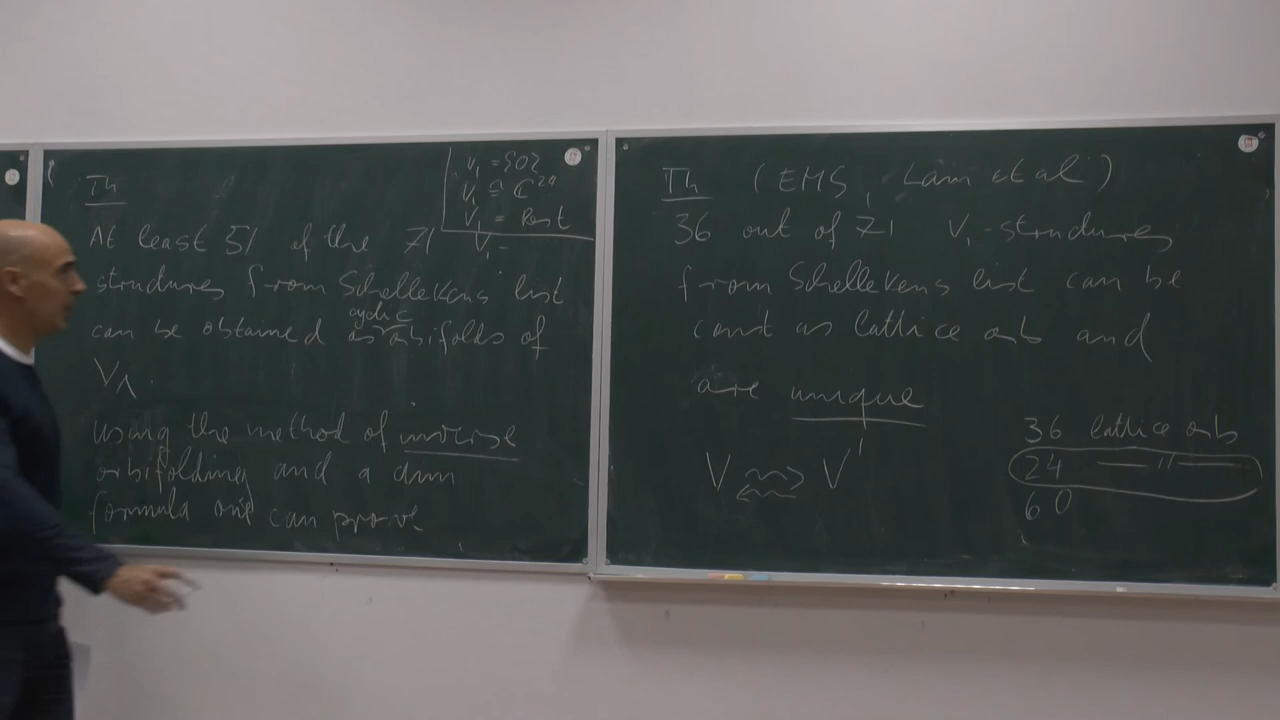 Th
V₁ = {0}
V₁ ≅ ℂ²⁴
V₁ = Rest
At least 51 of the 71 V₁-
structures from Schellekens list
cyclic
can be obtained as orbifolds of
V_Λ.
using the method of inverse
orbifolding and a dim
formula one can prove
Th (EMS, Lam et al)
36 out of 71 V₁-structures
from Schellekens list can be
const as lattice orb and
are unique
V V'
36 lattice orb
24 —— " ——
60